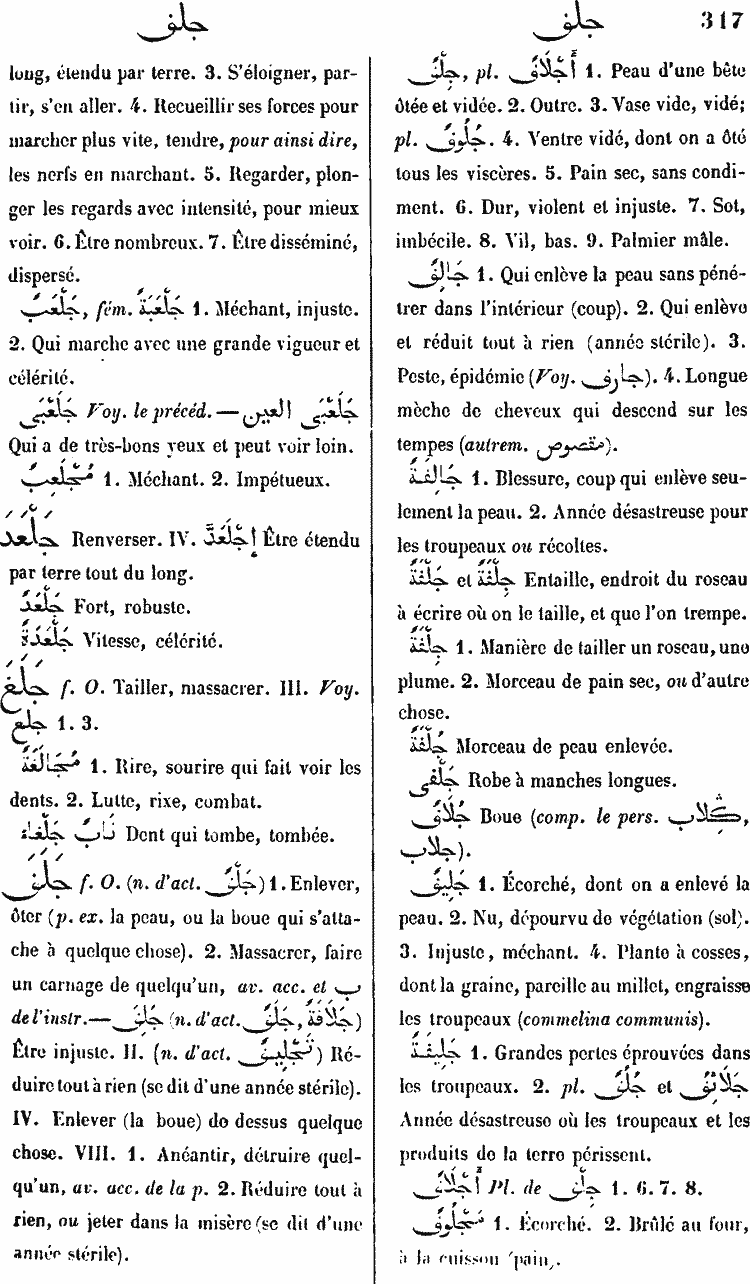 جلف
long, étendu par terre. 3. S'éloigner, par-
tir, s'en aller. 4. Recueillir ses forces pour
marcher plus vite, tendre, pour ainsi dire,
les nerfs en marchant. 5. Regarder, plon-
ger les regards avec intensité, pour mieux
voir. 6. Être nombreux. 7. Être disséminé,
dispersé.
جَلْعَبٌ, fém. جَلْعَبَةٌ 1. Méchant, injuste.
2. Qui marche avec une grande vigueur et
célérité.
جَلْعَبَى Voy. le précéd. — جَلْعَبَى العين
Qui a de très-bons yeux et peut voir loin.
مُجْلَعِبٌّ 1. Méchant. 2. Impétueux.
جَلْعَدَ Renverser. IV. إِجْلَعَدَّ Être étendu
par terre tout du long.
جَلْعَدٌ Fort, robuste.
جَلْعَدَةٌ Vitesse, célérité.
جَلَغَ f. O. Tailler, massacrer. III. Voy.
جلع 1. 3.
مُجَالَغَةٌ 1. Rire, sourire qui fait voir les
dents. 2. Lutte, rixe, combat.
نَابٌ جَلْغَاءُ Dent qui tombe, tombée.
جَلَفَ f. O. (n. d'act. جَلْفٌ) 1. Enlever,
ôter (p. ex. la peau, ou la boue qui s'atta-
che à quelque chose). 2. Massacrer, faire
un carnage de quelqu'un, av. acc. et ب
de l'instr. — جَلِفَ (n. d'act. جَلَفٌ, جَلَافَةٌ)
Être injuste. II. (n. d'act. تَجْلِيفٌ) Ré-
duire tout à rien (se dit d'une année stérile).
IV. Enlever (la boue) de dessus quelque
chose. VIII. 1. Anéantir, détruire quel-
qu'un, av. acc. de la p. 2. Réduire tout à
rien, ou jeter dans la misère (se dit d'une
année stérile).
جلف 317
جِلْفٌ, pl. أَجْلَافٌ 1. Peau d'une bête
ôtée et vidée. 2. Outre. 3. Vase vide, vidé;
pl. جُلُوفٌ. 4. Ventre vidé, dont on a ôté
tous les viscères. 5. Pain sec, sans condi-
ment. 6. Dur, violent et injuste. 7. Sot,
imbécile. 8. Vil, bas. 9. Palmier mâle.
جَالِفٌ 1. Qui enlève la peau sans péné-
trer dans l'intérieur (coup). 2. Qui enlève
et réduit tout à rien (année stérile). 3.
Peste, épidémie (Voy. جارف). 4. Longue
mèche de cheveux qui descend sur les
tempes (autrem. مقصوص).
جَالِفَةٌ 1. Blessure, coup qui enlève seu-
lement la peau. 2. Année désastreuse pour
les troupeaux ou récoltes.
جَلْفَةٌ et جِلْفَةٌ Entaille, endroit du roseau
à écrire où on le taille, et que l'on trempe.
جِلْفَةٌ 1. Manière de tailler un roseau, une
plume. 2. Morceau de pain sec, ou d'autre
chose.
جُلْفَةٌ Morceau de peau enlevée.
جَلْفَى Robe à manches longues.
جُلَافٌ Boue (comp. le pers. گلاب,
جلاب).
جَلِيفٌ 1. Écorché, dont on a enlevé la
peau. 2. Nu, dépourvu de végétation (sol).
3. Injuste, méchant. 4. Plante à cosses,
dont la graine, pareille au millet, engraisse
les troupeaux (commelina communis).
جَلِيفَةٌ 1. Grandes pertes éprouvées dans
les troupeaux. 2. pl. جُلُفٌ et جَلَائِفُ
Année désastreuse où les troupeaux et les
produits de la terre périssent.
أَجْلَافٌ Pl. de جِلْفٌ 1. 6. 7. 8.
مَجْلُوفٌ 1. Écorché. 2. Brûlé au four,
à la cuisson (pain).